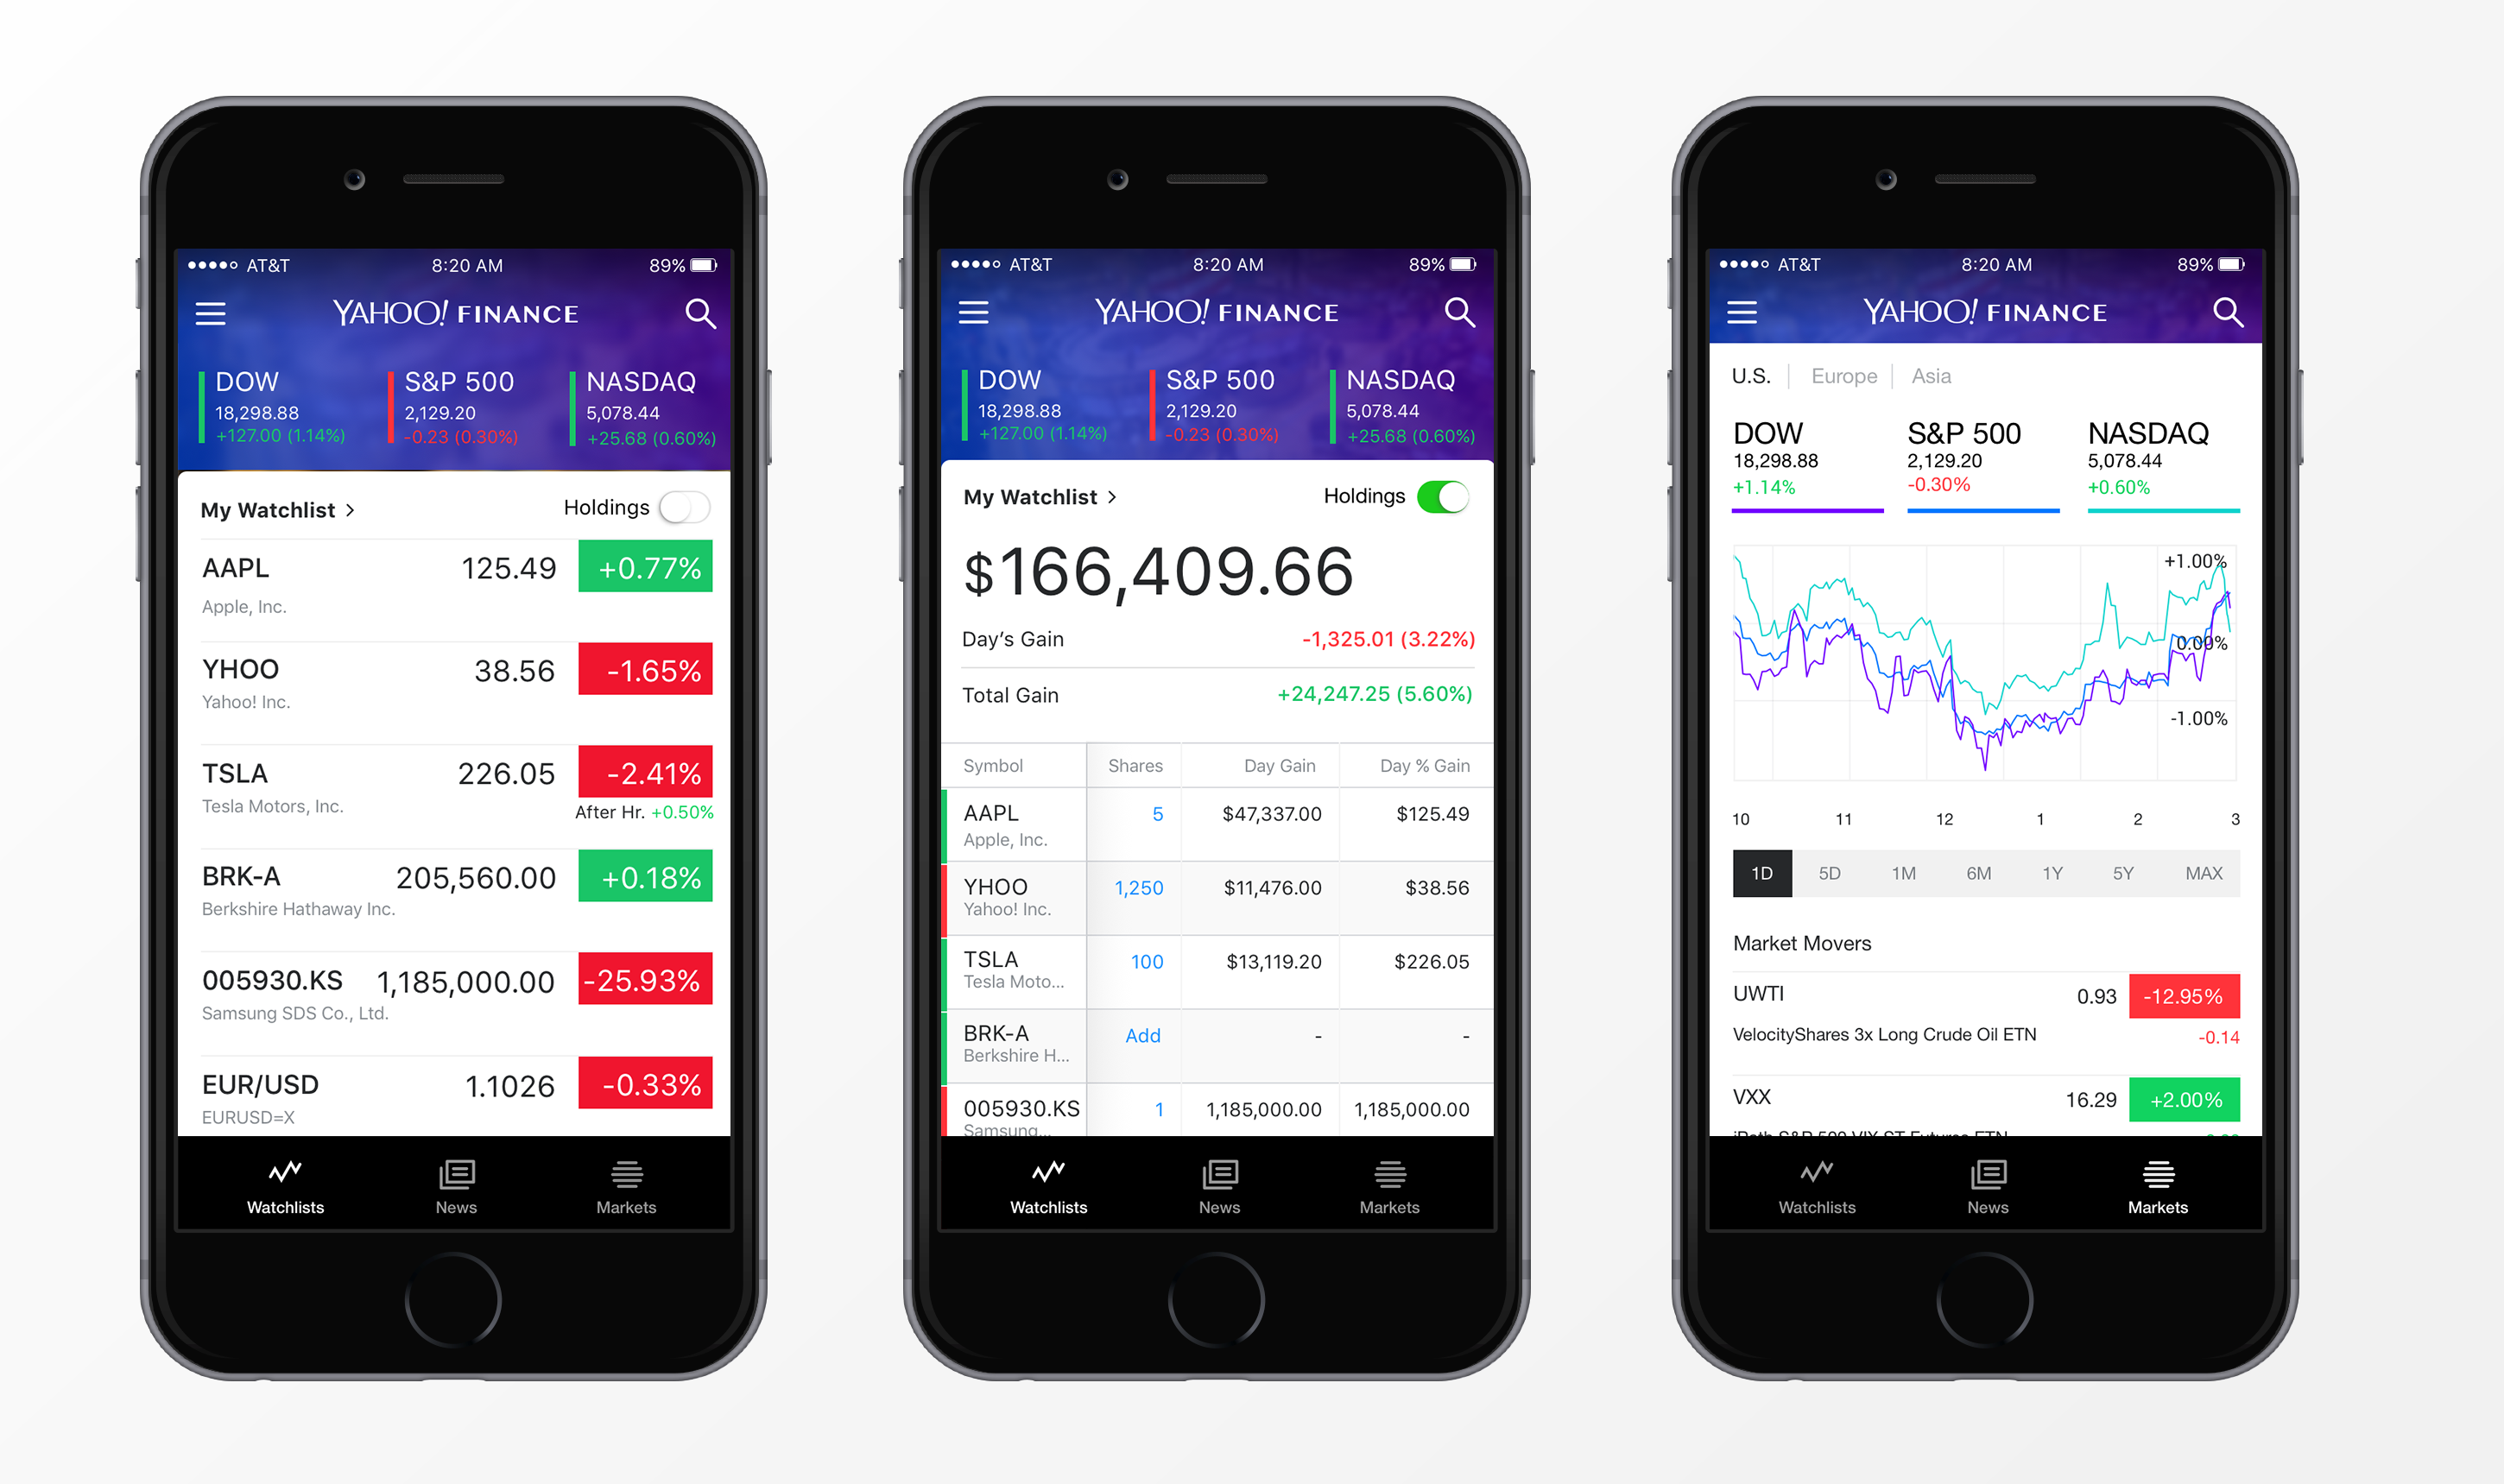 AT&T 8:20 AM 89%
YAHOO! FINANCE
DOW S&P 500 NASDAQ
18,298.88 2,129.20 5,078.44
+127.00 (1.14%) -0.23 (0.30%) +25.68 (0.60%)
My Watchlist > Holdings
AAPL 125.49 +0.77%
Apple, Inc.
YHOO 38.56 -1.65%
Yahoo! Inc.
TSLA 226.05 -2.41%
Tesla Motors, Inc. After Hr. +0.50%
BRK-A 205,560.00 +0.18%
Berkshire Hathaway Inc.
005930.KS 1,185,000.00 -25.93%
Samsung SDS Co., Ltd.
EUR/USD 1.1026 -0.33%
EURUSD=X
Watchlists News Markets
AT&T 8:20 AM 89%
YAHOO! FINANCE
DOW S&P 500 NASDAQ
18,298.88 2,129.20 5,078.44
+127.00 (1.14%) -0.23 (0.30%) +25.68 (0.60%)
My Watchlist > Holdings
$166,409.66
Day’s Gain -1,325.01 (3.22%)
Total Gain +24,247.25 (5.60%)
Symbol Shares Day Gain Day % Gain
AAPL 5 $47,337.00 $125.49
Apple, Inc.
YHOO 1,250 $11,476.00 $38.56
Yahoo! Inc.
TSLA 100 $13,119.20 $226.05
Tesla Moto...
BRK-A Add - -
Berkshire H...
005930.KS 1 1,185,000.00 1,185,000.00
Samsung...
Watchlists News Markets
AT&T 8:20 AM 89%
YAHOO! FINANCE
U.S. Europe Asia
DOW S&P 500 NASDAQ
18,298.88 2,129.20 5,078.44
+1.14% -0.30% +0.60%
+1.00%
0.00%
-1.00%
10 11 12 1 2 3
1D 5D 1M 6M 1Y 5Y MAX
Market Movers
UWTI 0.93 -12.95%
VelocityShares 3x Long Crude Oil ETN -0.14
VXX 16.29 +2.00%
iPath S&P 500 VIX ST Futures ETN
Watchlists News Markets